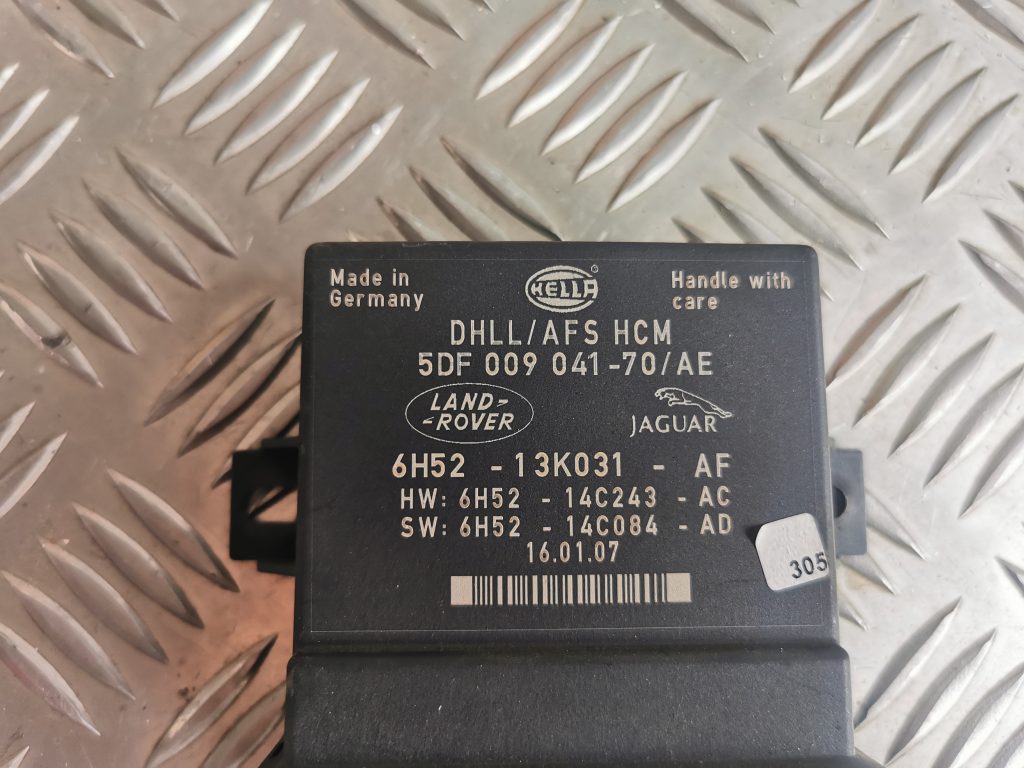 Made in
Germany
HELLA
®
Handle with
care
DHLL/AFS HCM
5DF 009 041-70/AE
LAND-
-ROVER
JAGUAR
6H52 - 13K031 - AF
HW: 6H52 - 14C243 - AC
SW: 6H52 - 14C084 - AD
16.01.07
305